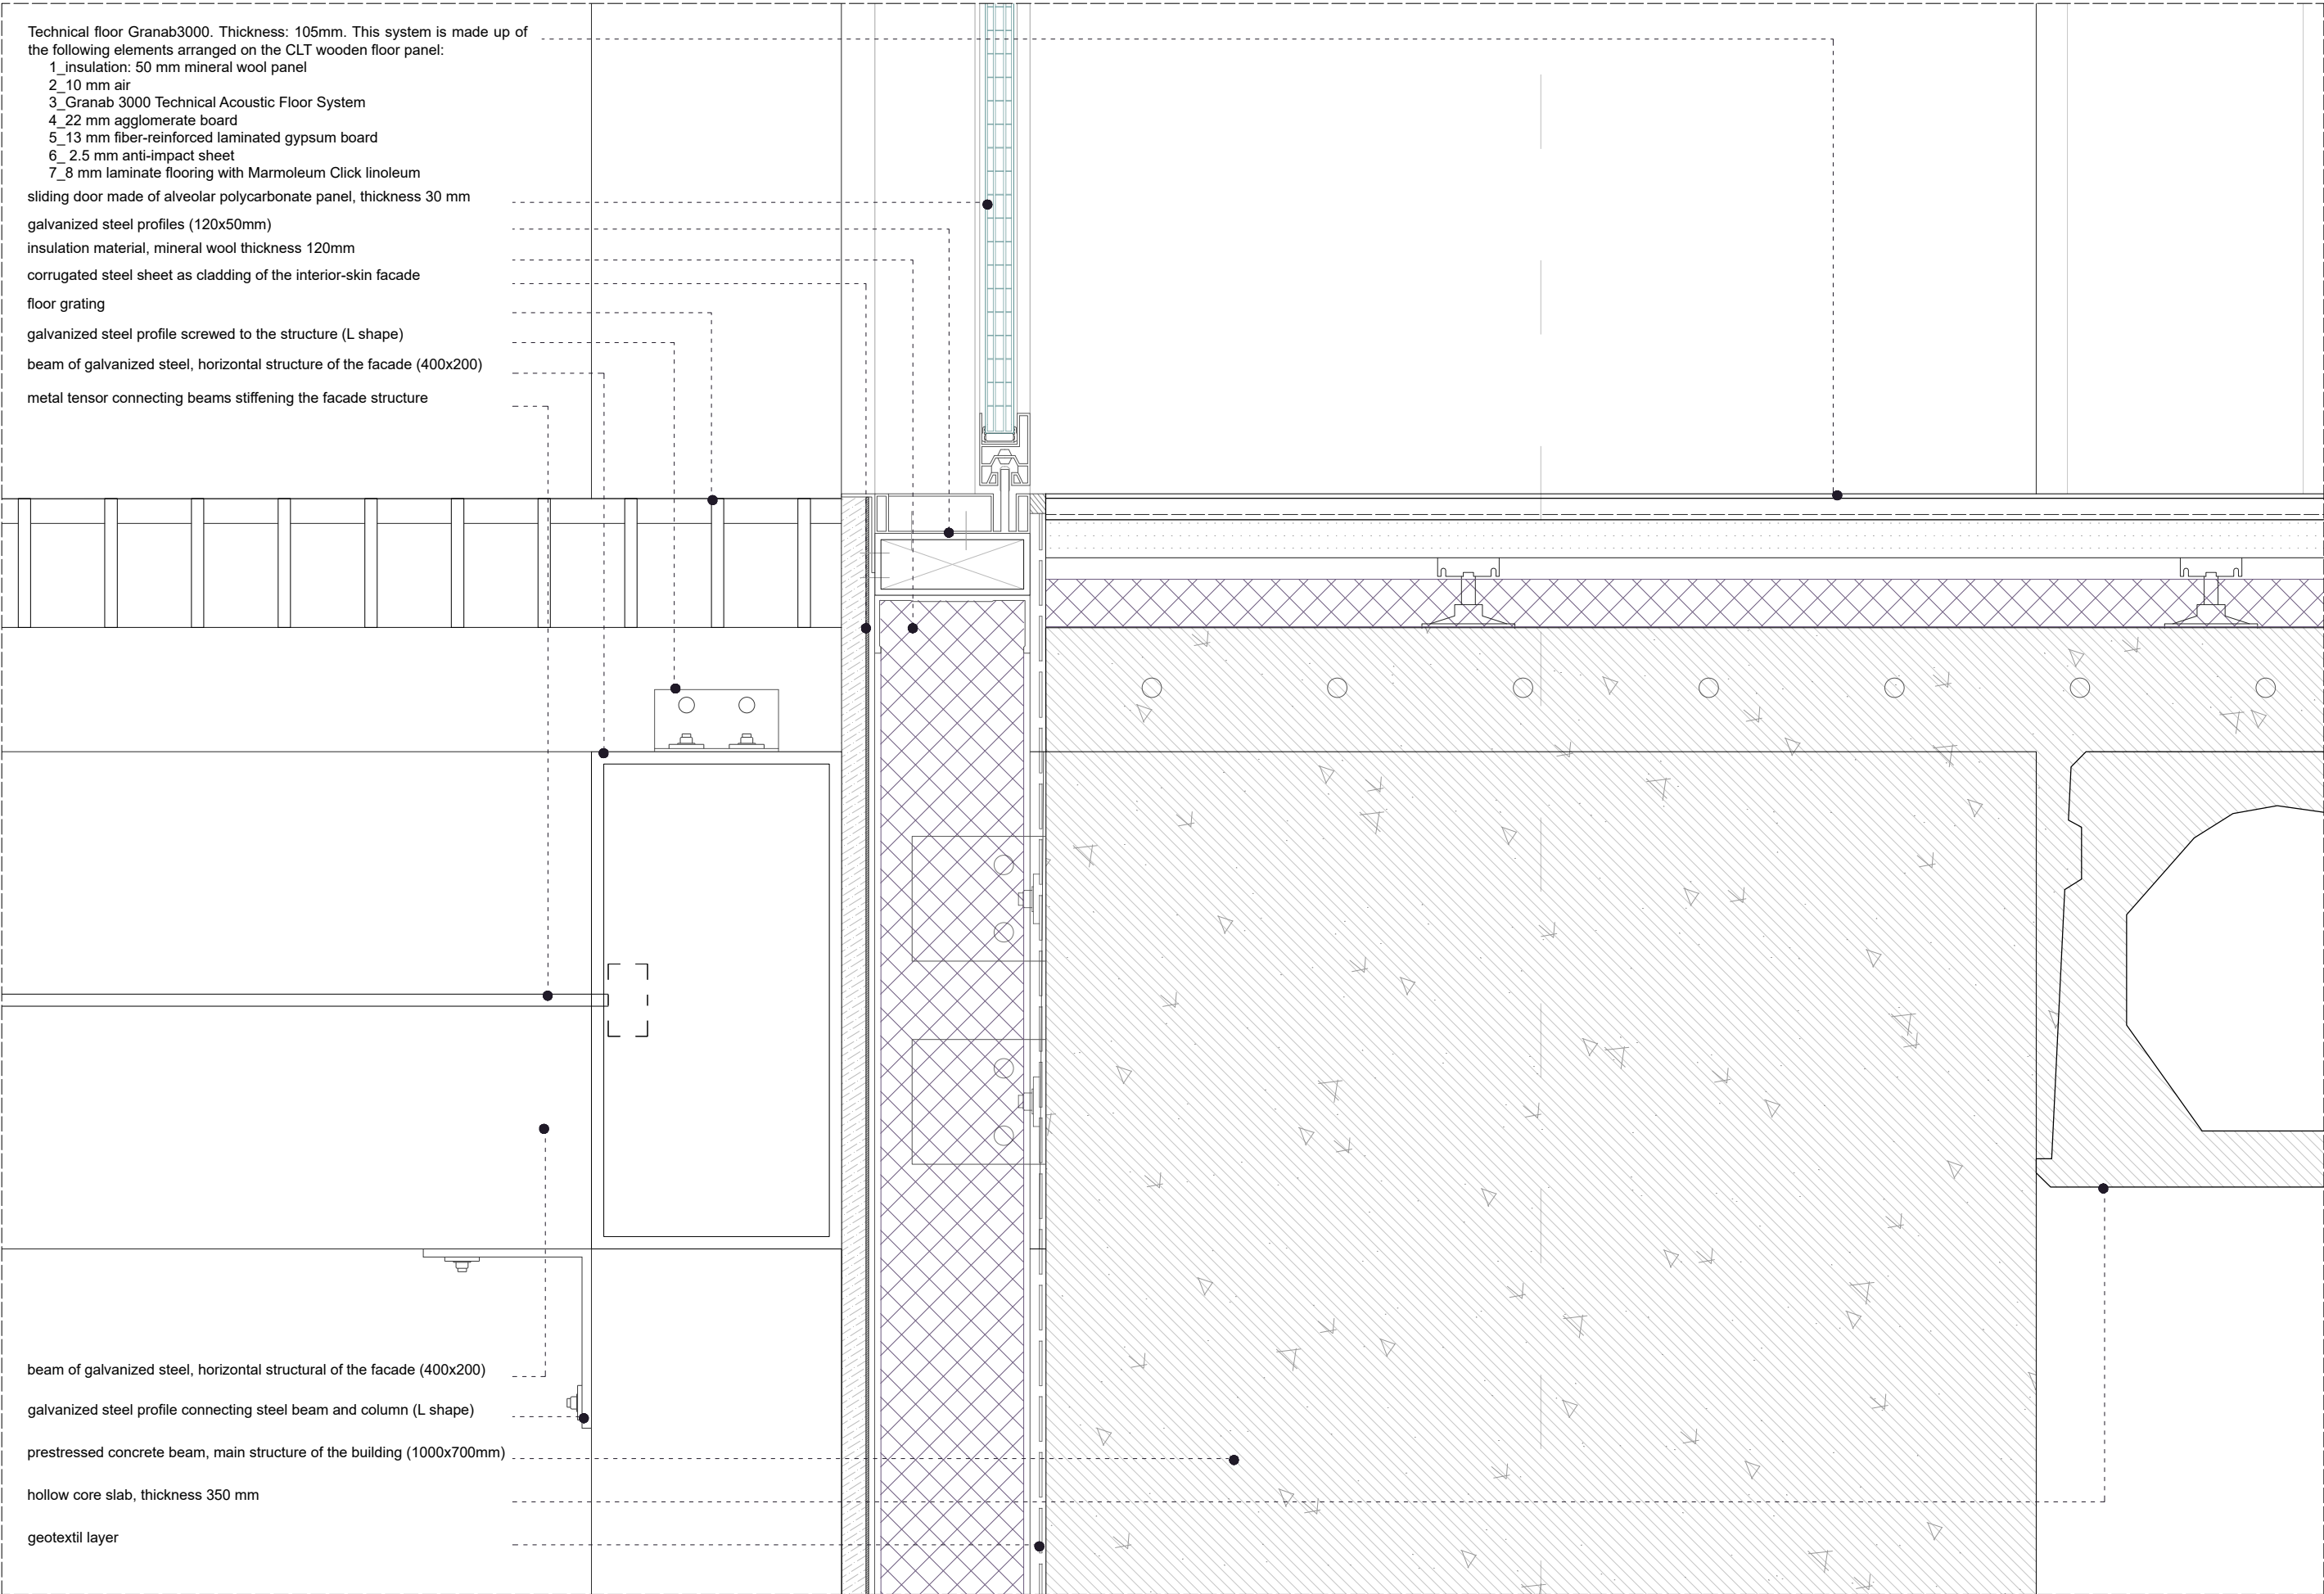 Technical floor Granab3000. Thickness: 105mm. This system is made up of
the following elements arranged on the CLT wooden floor panel:
1_insulation: 50 mm mineral wool panel
2_10 mm air
3_Granab 3000 Technical Acoustic Floor System
4_22 mm agglomerate board
5_13 mm fiber-reinforced laminated gypsum board
6_ 2.5 mm anti-impact sheet
7_8 mm laminate flooring with Marmoleum Click linoleum
sliding door made of alveolar polycarbonate panel, thickness 30 mm
galvanized steel profiles (120x50mm)
insulation material, mineral wool thickness 120mm
corrugated steel sheet as cladding of the interior-skin facade
floor grating
galvanized steel profile screwed to the structure (L shape)
beam of galvanized steel, horizontal structure of the facade (400x200)
metal tensor connecting beams stiffening the facade structure
beam of galvanized steel, horizontal structural of the facade (400x200)
galvanized steel profile connecting steel beam and column (L shape)
prestressed concrete beam, main structure of the building (1000x700mm)
hollow core slab, thickness 350 mm
geotextil layer